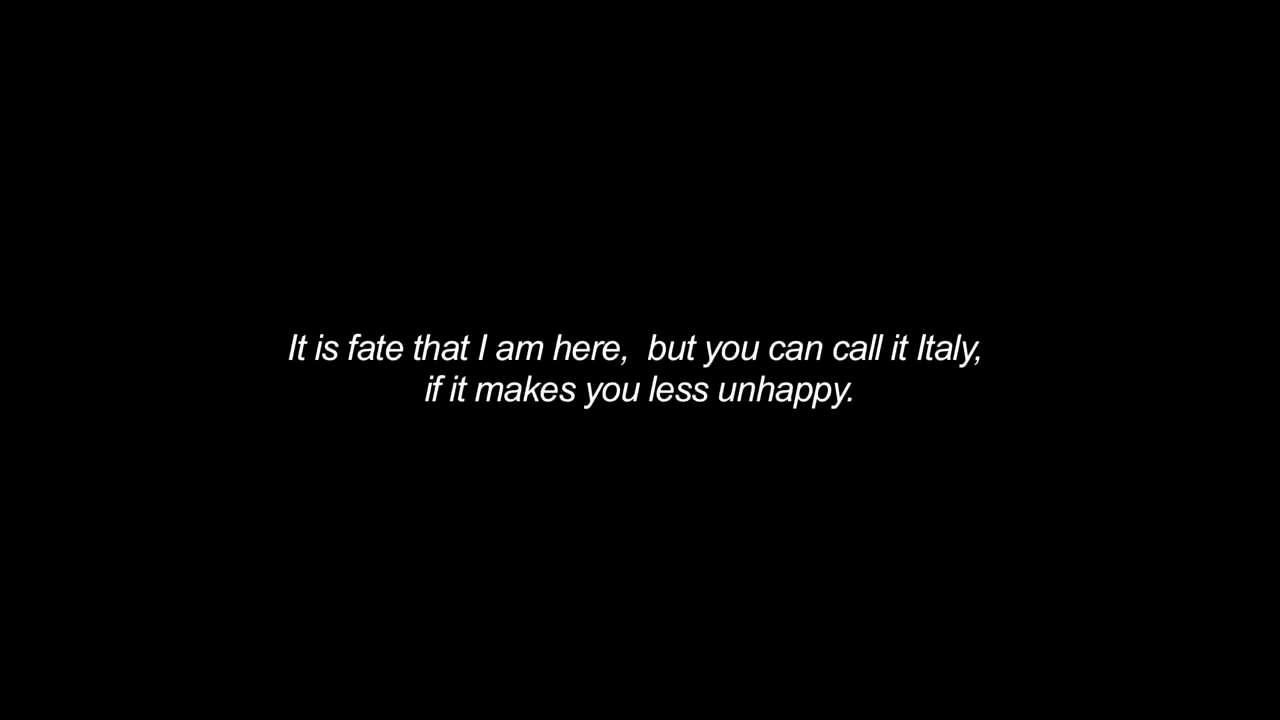 It is fate that I am here,  but you can call it Italy,
if it makes you less unhappy.